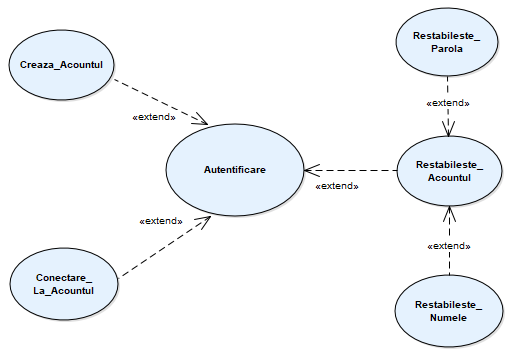 Restabileste_
Parola
Creaza_Acountul
«extend»
«extend»
Autentificare
Restabileste_
Acountul
«extend»
«extend»
«extend»
Conectare_
La_Acountul
Restabileste_
Numele